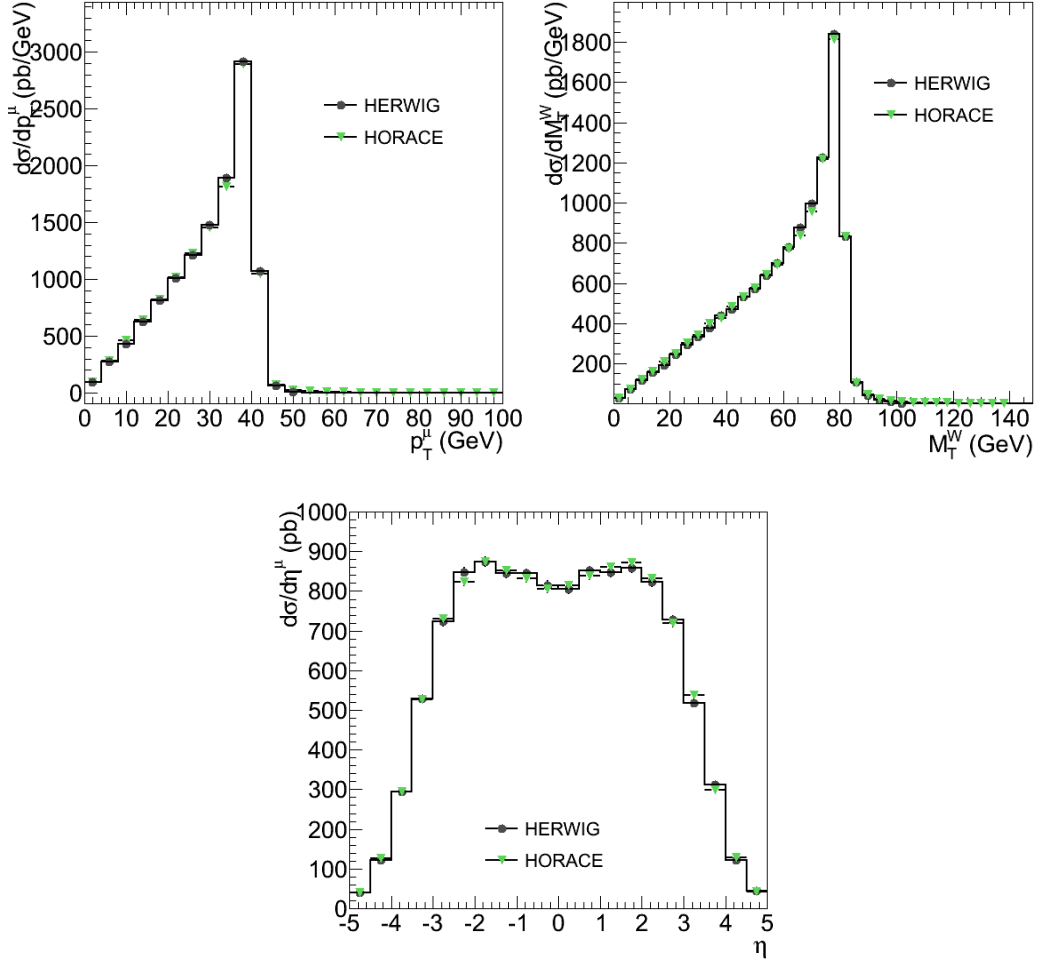 dσ/dp_T^μ (pb/GeV)
3000
2500
2000
1500
1000
500
0
HERWIG
HORACE
0 10 20 30 40 50 60 70 80 90 100
p_T^μ (GeV)
dσ/dM_T^W (pb/GeV)
1800
1600
1400
1200
1000
800
600
400
200
HERWIG
HORACE
0 20 40 60 80 100 120 140
M_T^W (GeV)
dσ/dη^μ (pb)
1000
900
800
700
600
500
400
300
200
100
0
HERWIG
HORACE
-5 -4 -3 -2 -1 0 1 2 3 4 5
η